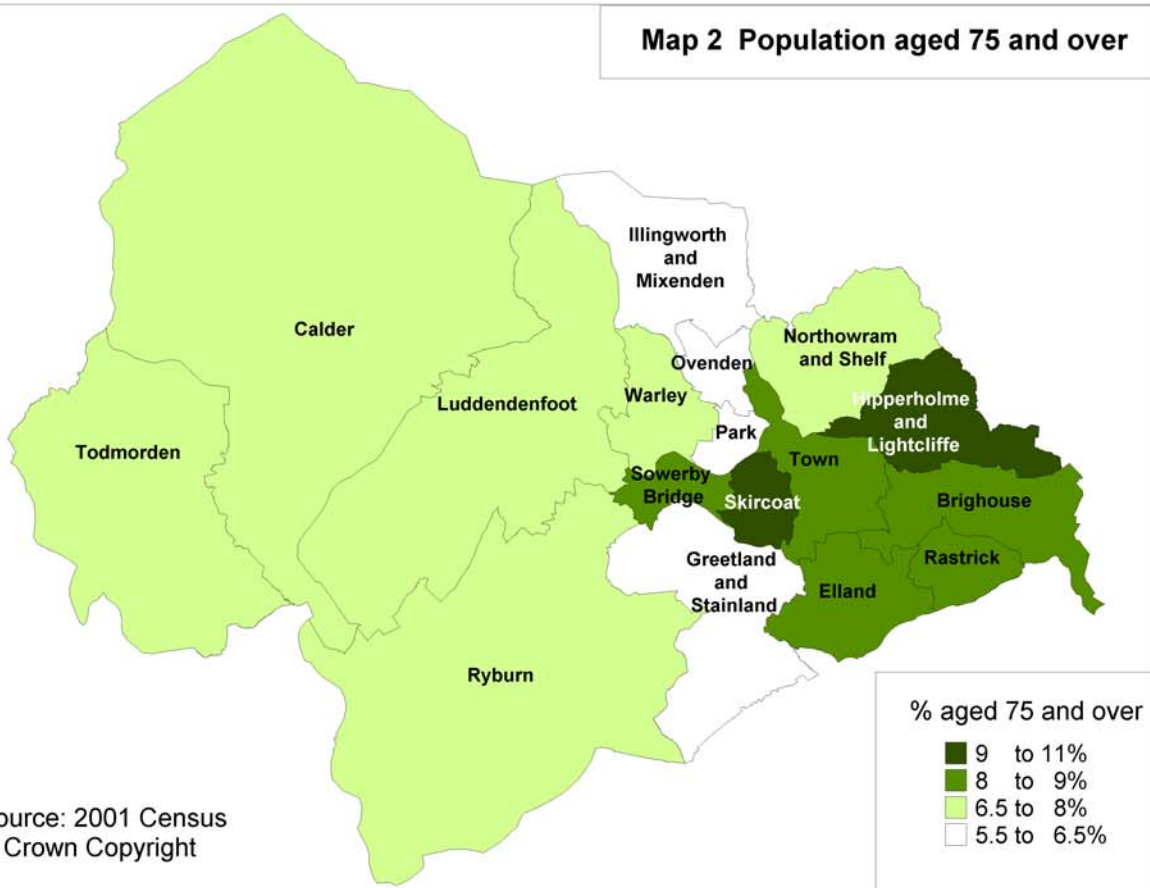 Map 2 Population aged 75 and over
Illingworth
and
Mixenden
Calder
Northowram
and Shelf
Ovenden
Warley
Luddendenfoot
Hipperholme
and
Lightcliffe
Park
Todmorden
Town
Sowerby
Bridge
Skircoat
Brighouse
Greetland
and
Stainland
Rastrick
Elland
Ryburn
% aged 75 and over
9 to 11%
8 to 9%
6.5 to 8%
5.5 to 6.5%
ource: 2001 Census
Crown Copyright